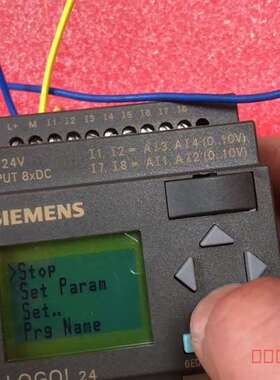 L+ M I1 I2 I3 I4 I5 I6 I7 I8
24V
PUT 8xDC
I1, I2 = AI3, AI4 (0..10V)
I7, I8 = AI1, AI2 (0..10V)
SIEMENS
>Stop
Set Param
Set..
Prg Name
LOGO! 24
6ED